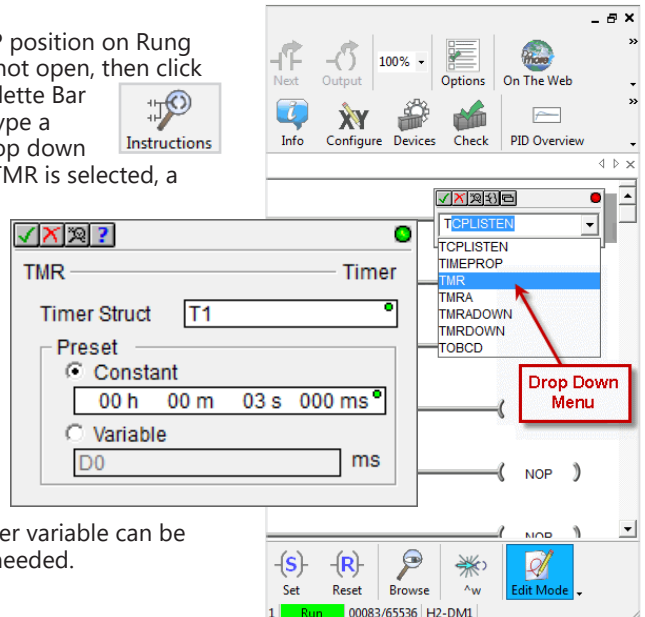 P position on Rung
not open, then click
lette Bar
ype a
op down
TMR is selected, a
Instructions
TMR Timer
Timer Struct T1
Preset
Constant
00 h 00 m 03 s 000 ms
Variable
D0 ms
er variable can be
needed.
Next Output 100% Options On The Web
Info Configure Devices Check PID Overview
TCPLISTEN
TCPLISTEN
TIMEPROP
TMR
TMRA
TMRADOWN
TMRDOWN
TOBCD
Drop Down
Menu
NOP
NOP
Set Reset Browse ^w Edit Mode
1 Run 00083/65536 H2-DM1